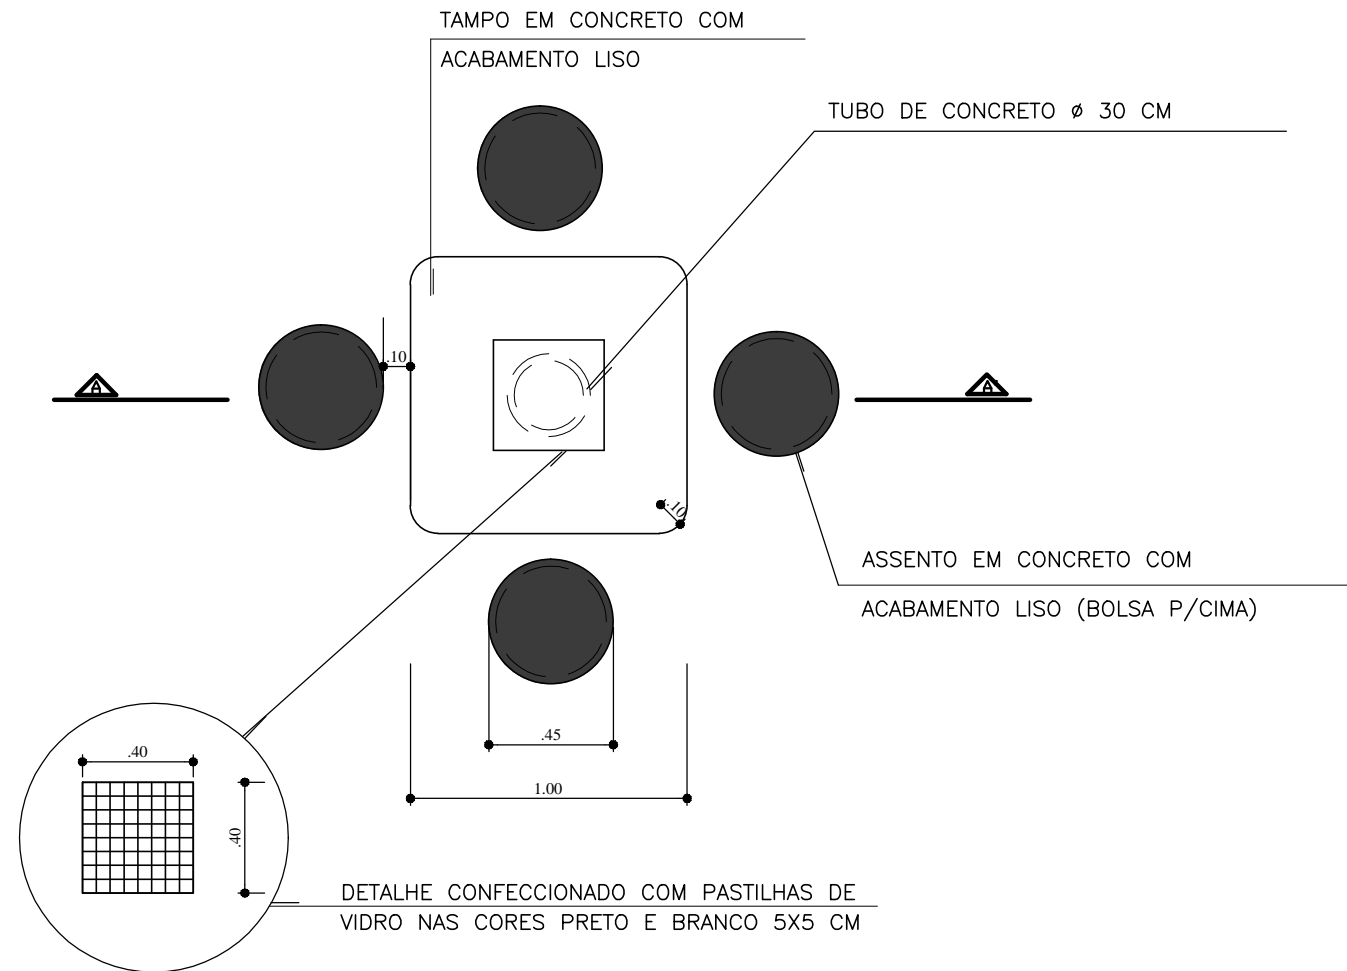 TAMPO EM CONCRETO COM
ACABAMENTO LISO
TUBO DE CONCRETO ø 30 CM
.10
A
A
.10
ASSENTO EM CONCRETO COM
ACABAMENTO LISO (BOLSA P/CIMA)
.45
.40
1.00
.40
DETALHE CONFECCIONADO COM PASTILHAS DE
VIDRO NAS CORES PRETO E BRANCO 5X5 CM